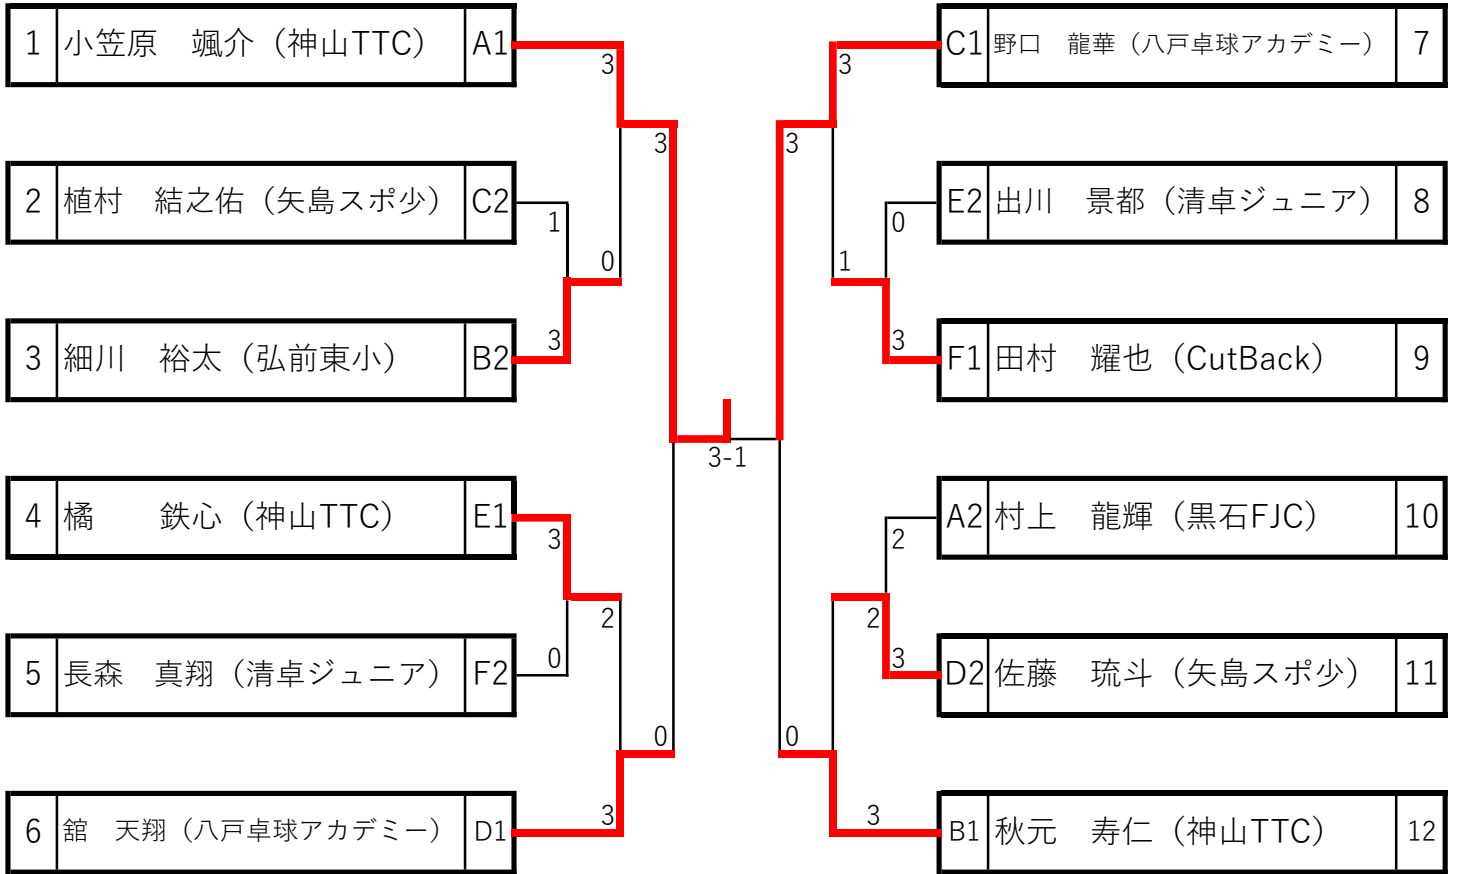 1 小笠原　颯介（神山TTC） A1
3
3
2 植村　結之佑（矢島スポ少） C2
1
0
3 細川　裕太（弘前東小） B2
3
4 橘　　鉄心（神山TTC） E1
3
2
5 長森　真翔（清卓ジュニア） F2
0
0
6 舘　天翔（八戸卓球アカデミー） D1
3
3-1
C1 野口　龍華（八戸卓球アカデミー） 7
3
3
E2 出川　景都（清卓ジュニア） 8
0
1
F1 田村　耀也（CutBack） 9
3
A2 村上　龍輝（黒石FJC） 10
2
2
D2 佐藤　琉斗（矢島スポ少） 11
3
0
B1 秋元　寿仁（神山TTC） 12
3